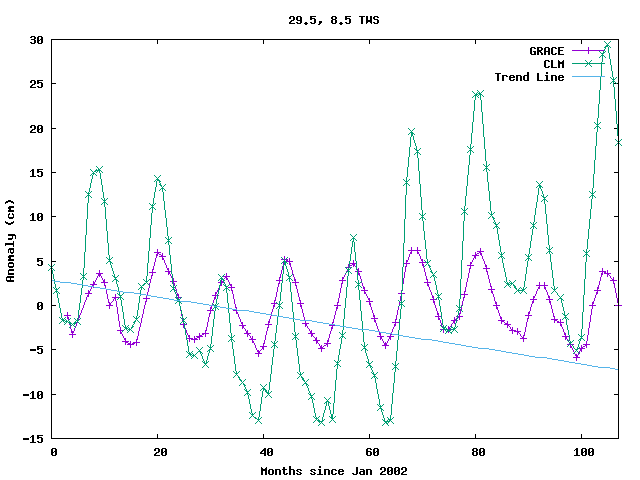 29.5, 8.5 TWS
GRACE
CLM
Trend Line
30
25
20
15
10
5
0
-5
-10
-15
Anomaly (cm)
0 20 40 60 80 100
Months since Jan 2002